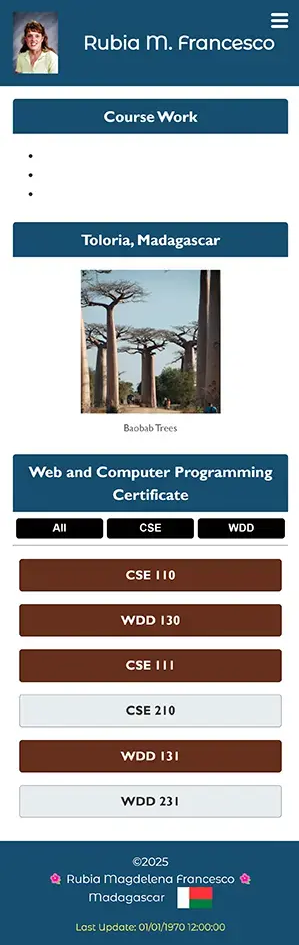 Rubia M. Francesco
Course Work
Toloria, Madagascar
Baobab Trees
Web and Computer Programming
Certificate
All CSE WDD
CSE 110
WDD 130
CSE 111
CSE 210
WDD 131
WDD 231
©2025
Rubia Magdelena Francesco
Madagascar
Last Update: 01/01/1970 12:00:00